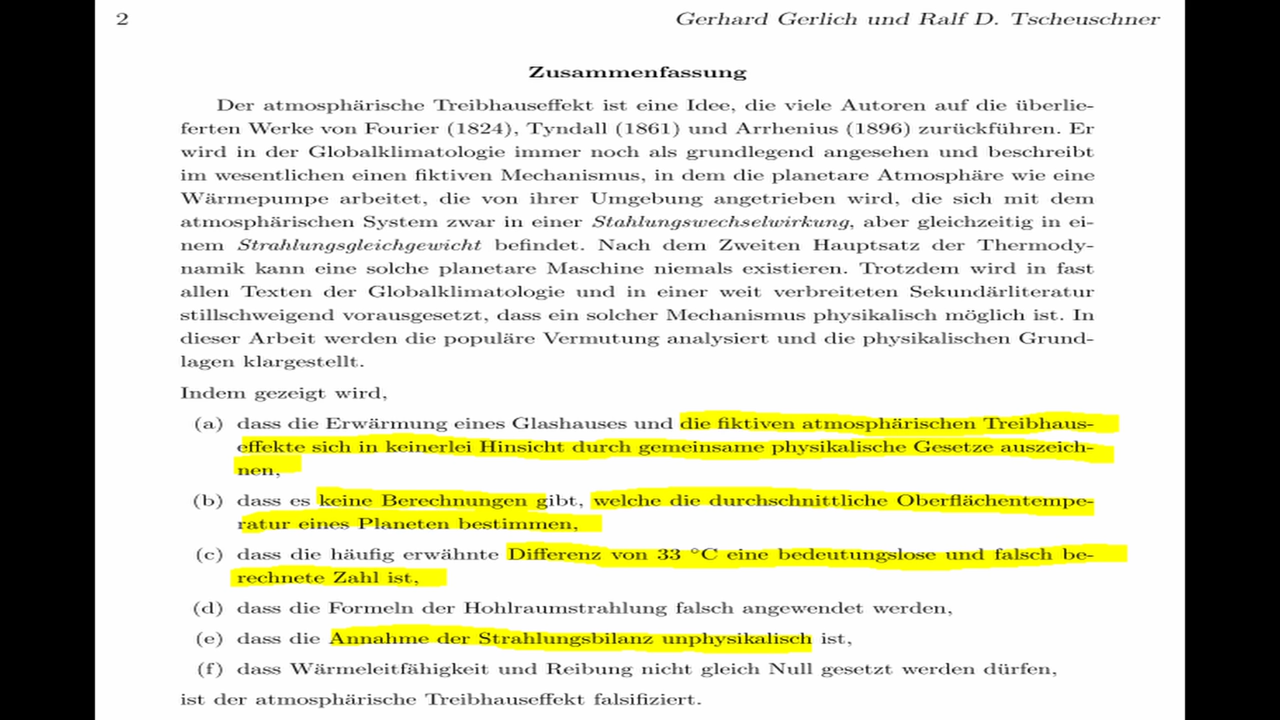 2
Gerhard Gerlich und Ralf D. Tscheuschner
Zusammenfassung
Der atmosphärische Treibhauseffekt ist eine Idee, die viele Autoren auf die überlie-
ferten Werke von Fourier (1824), Tyndall (1861) und Arrhenius (1896) zurückführen. Er
wird in der Globalklimatologie immer noch als grundlegend angesehen und beschreibt
im wesentlichen einen fiktiven Mechanismus, in dem die planetare Atmosphäre wie eine
Wärmepumpe arbeitet, die von ihrer Umgebung angetrieben wird, die sich mit dem
atmosphärischen System zwar in einer Stahlungswechselwirkung, aber gleichzeitig in ei-
nem Strahlungsgleichgewicht befindet. Nach dem Zweiten Hauptsatz der Thermody-
namik kann eine solche planetare Maschine niemals existieren. Trotzdem wird in fast
allen Texten der Globalklimatologie und in einer weit verbreiteten Sekundärliteratur
stillschweigend vorausgesetzt, dass ein solcher Mechanismus physikalisch möglich ist. In
dieser Arbeit werden die populäre Vermutung analysiert und die physikalischen Grund-
lagen klargestellt.
Indem gezeigt wird,
(a) dass die Erwärmung eines Glashauses und die fiktiven atmosphärischen Treibhaus-
effekte sich in keinerlei Hinsicht durch gemeinsame physikalische Gesetze auszeich-
nen,
(b) dass es keine Berechnungen gibt, welche die durchschnittliche Oberflächentempe-
ratur eines Planeten bestimmen,
(c) dass die häufig erwähnte Differenz von 33 °C eine bedeutungslose und falsch be-
rechnete Zahl ist,
(d) dass die Formeln der Hohlraumstrahlung falsch angewendet werden,
(e) dass die Annahme der Strahlungsbilanz unphysikalisch ist,
(f) dass Wärmeleitfähigkeit und Reibung nicht gleich Null gesetzt werden dürfen,
ist der atmosphärische Treibhauseffekt falsifiziert.